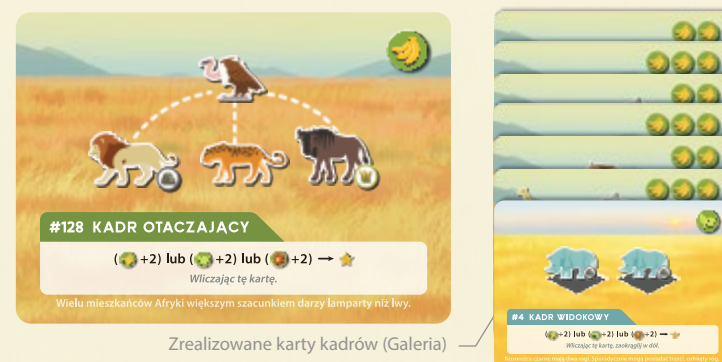 #128 KADR OTACZAJĄCY
( +2) lub ( +2) lub ( +2) →
Wliczając tę kartę.
Wielu mieszkańców Afryki większym szacunkiem darzy lamparty niż lwy.
Zrealizowane karty kadrów (Galeria)
#4 KADR WIDOKOWY
( +2) lub ( +2) lub ( +2) →
Wliczając tę kartę, zaokrąglij w dół.